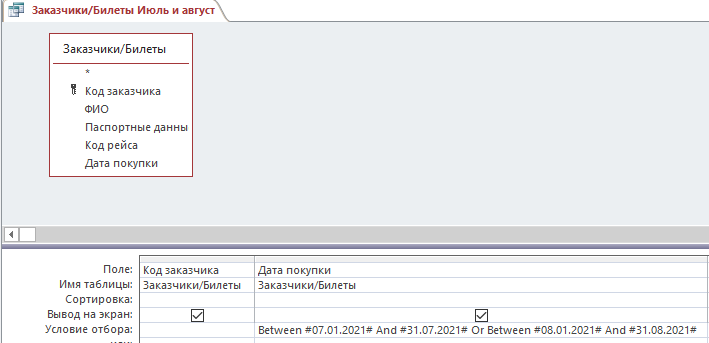 Заказчики/Билеты Июль и август
Заказчики/Билеты
*
Код заказчика
ФИО
Паспортные данны
Код рейса
Дата покупки
Поле: Код заказчика Дата покупки
Имя таблицы: Заказчики/Билеты Заказчики/Билеты
Сортировка:
Вывод на экран:
Условие отбора: Between #07.01.2021# And #31.07.2021# Or Between #08.01.2021# And #31.08.2021#